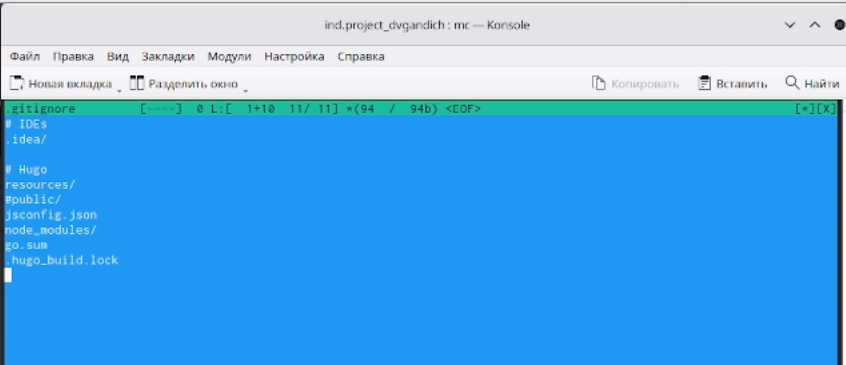 ind.project_dvgandich : mc — Konsole
Файл Правка Вид Закладки Модули Настройка Справка
Новая вкладка Разделить окно Копировать Вставить Найти
.gitignore [----] 0 L:[ 1+10 11/ 11] *(94 / 94b) <EOF> [*][X]
# IDEs
.idea/
# Hugo
resources/
#public/
jsconfig.json
node_modules/
go.sum
.hugo_build.lock